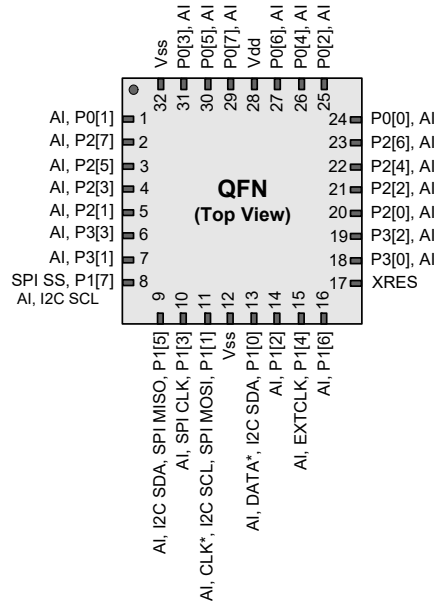 Vss
P0[3], AI
P0[5], AI
P0[7], AI
Vdd
P0[6], AI
P0[4], AI
P0[2], AI
32
31
30
29
28
27
26
25
AI, P0[1] 1
AI, P2[7] 2
AI, P2[5] 3
AI, P2[3] 4
AI, P2[1] 5
AI, P3[3] 6
AI, P3[1] 7
SPI SS, P1[7] 8
AI, I2C SCL
QFN
(Top View)
24 P0[0], AI
23 P2[6], AI
22 P2[4], AI
21 P2[2], AI
20 P2[0], AI
19 P3[2], AI
18 P3[0], AI
17 XRES
9
10
11
12
13
14
15
16
AI, I2C SDA, SPI MISO, P1[5]
AI, SPI CLK, P1[3]
AI, CLK*, I2C SCL, SPI MOSI, P1[1]
Vss
AI, DATA*, I2C SDA, P1[0]
AI, P1[2]
AI, EXTCLK, P1[4]
AI, P1[6]